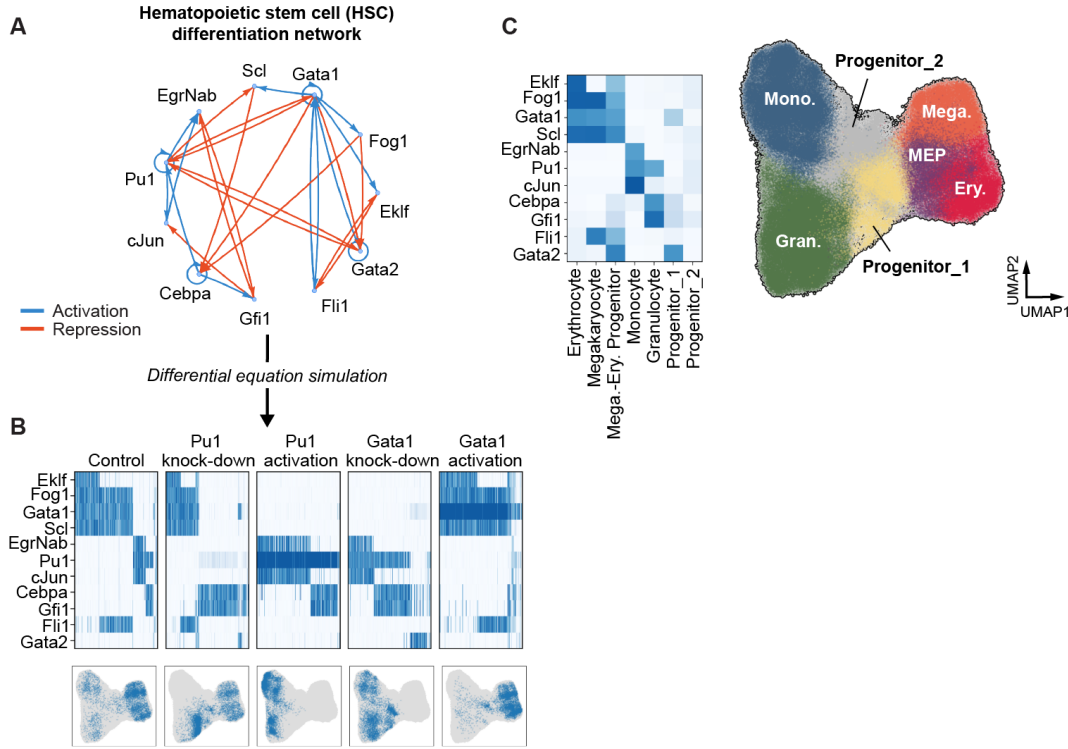 A
Hematopoietic stem cell (HSC)
differentiation network
Scl
Gata1
EgrNab
Fog1
Pu1
Eklf
cJun
Gata2
Cebpa
Fli1
Gfi1
Activation
Repression
Differential equation simulation
B
Control
Pu1
knock-down
Pu1
activation
Gata1
knock-down
Gata1
activation
Eklf
Fog1
Gata1
Scl
EgrNab
Pu1
cJun
Cebpa
Gfi1
Fli1
Gata2
C
Eklf
Fog1
Gata1
Scl
EgrNab
Pu1
cJun
Cebpa
Gfi1
Fli1
Gata2
Erythrocyte
Megakaryocyte
Mega.-Ery. Progenitor
Monocyte
Granulocyte
Progenitor_1
Progenitor_2
Progenitor_2
Mono.
Mega.
MEP
Ery.
Gran.
Progenitor_1
UMAP2
UMAP1